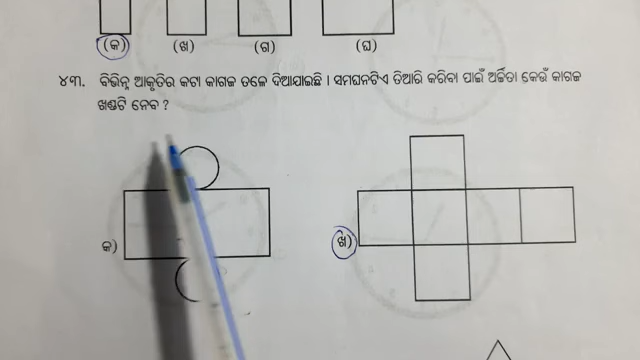 (କ) (ଖ) (ଗ) (ଘ)
୪୩. ବିଭିନ୍ନ ଆକୃତିର କଟା କାଗଜ ତଳେ ଦିଆଯାଇଛି । ସମଘନଟିଏ ତିଆରି କରିବା ପାଇଁ ଅର୍ଚ୍ଚିତା କେଉଁ କାଗଜ
ଖଣ୍ଡଟି ନେବ ?
କ) ଖ)